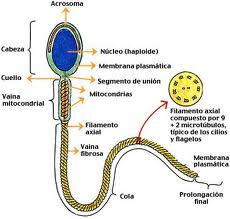 Acrosoma
Cabeza
Núcleo (haploide)
Membrana plasmática
Cuello
Segmento de unión
Mitocondrias
Vaina
mitocondrial
Filamento axial
compuesto por 9
+ 2 microtúbulos,
típico de los cilios
y flagelos
Filamento
axial
Vaina
fibrosa
Membrana
plasmática
Cola
Prolongación
final